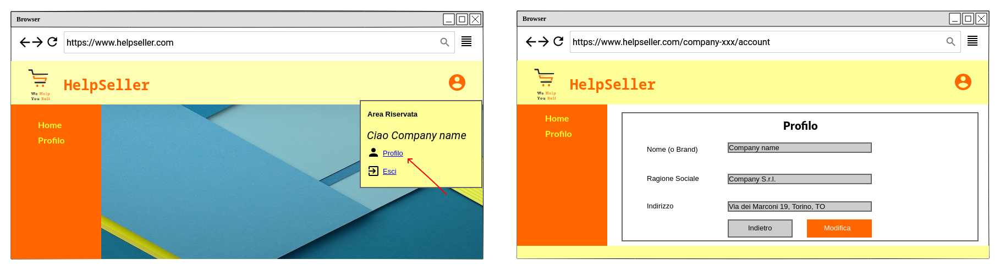 Browser
https://www.helpseller.com
We Help
You Sell
HelpSeller
Home
Profilo
Area Riservata
Ciao Company name
Profilo
Esci
Browser
https://www.helpseller.com/company-xxx/account
We Help
You Sell
HelpSeller
Home
Profilo
Profilo
Nome (o Brand) Company name
Ragione Sociale Company S.r.l.
Indirizzo Via dei Marconi 19, Torino, TO
Indietro Modifica